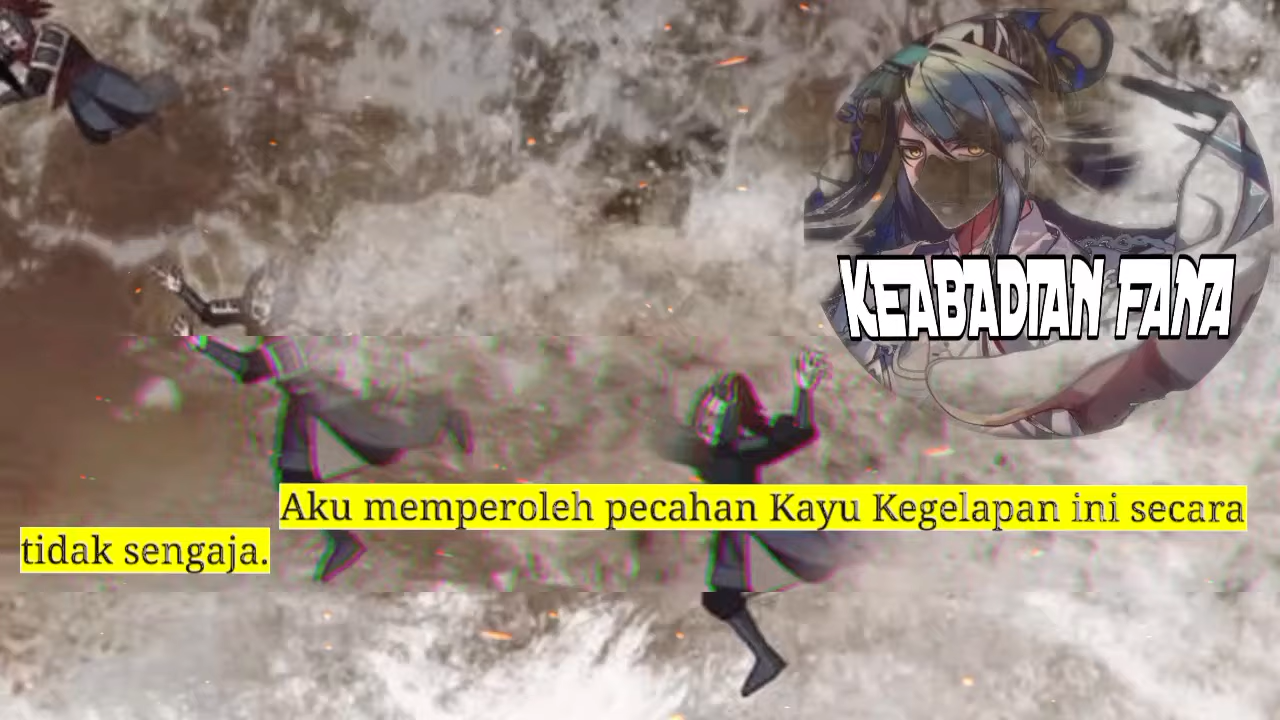 KEABADIAN FANA
Aku memperoleh pecahan Kayu Kegelapan ini secara
tidak sengaja.